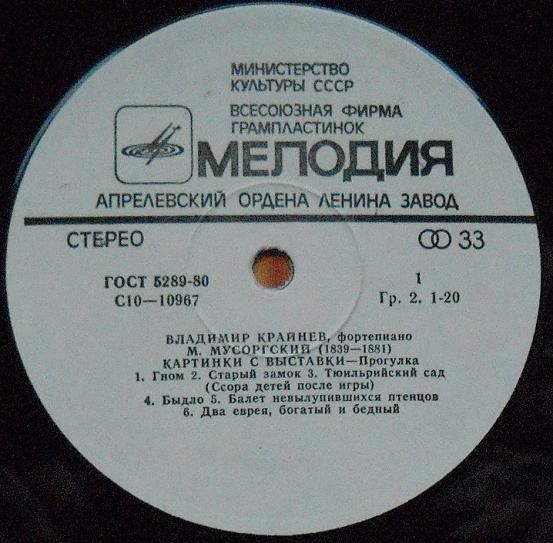 МИНИСТЕРСТВО
КУЛЬТУРЫ СССР
ВСЕСОЮЗНАЯ ФИРМА
ГРАМПЛАСТИНОК
МЕЛОДИЯ
АПРЕЛЕВСКИЙ ОРДЕНА ЛЕНИНА ЗАВОД
СТЕРЕО 33
ГОСТ 5289-80 1
С10—10967 Гр. 2. 1-20
ВЛАДИМИР КРАЙНЕВ, фортепиано
М. МУСОРГСКИЙ (1839—1881)
КАРТИНКИ С ВЫСТАВКИ—Прогулка
1. Гном 2. Старый замок 3. Тюильрийский сад
(Ссора детей после игры)
4. Быдло 5. Балет невылупившихся птенцов
6. Два еврея, богатый и бедный